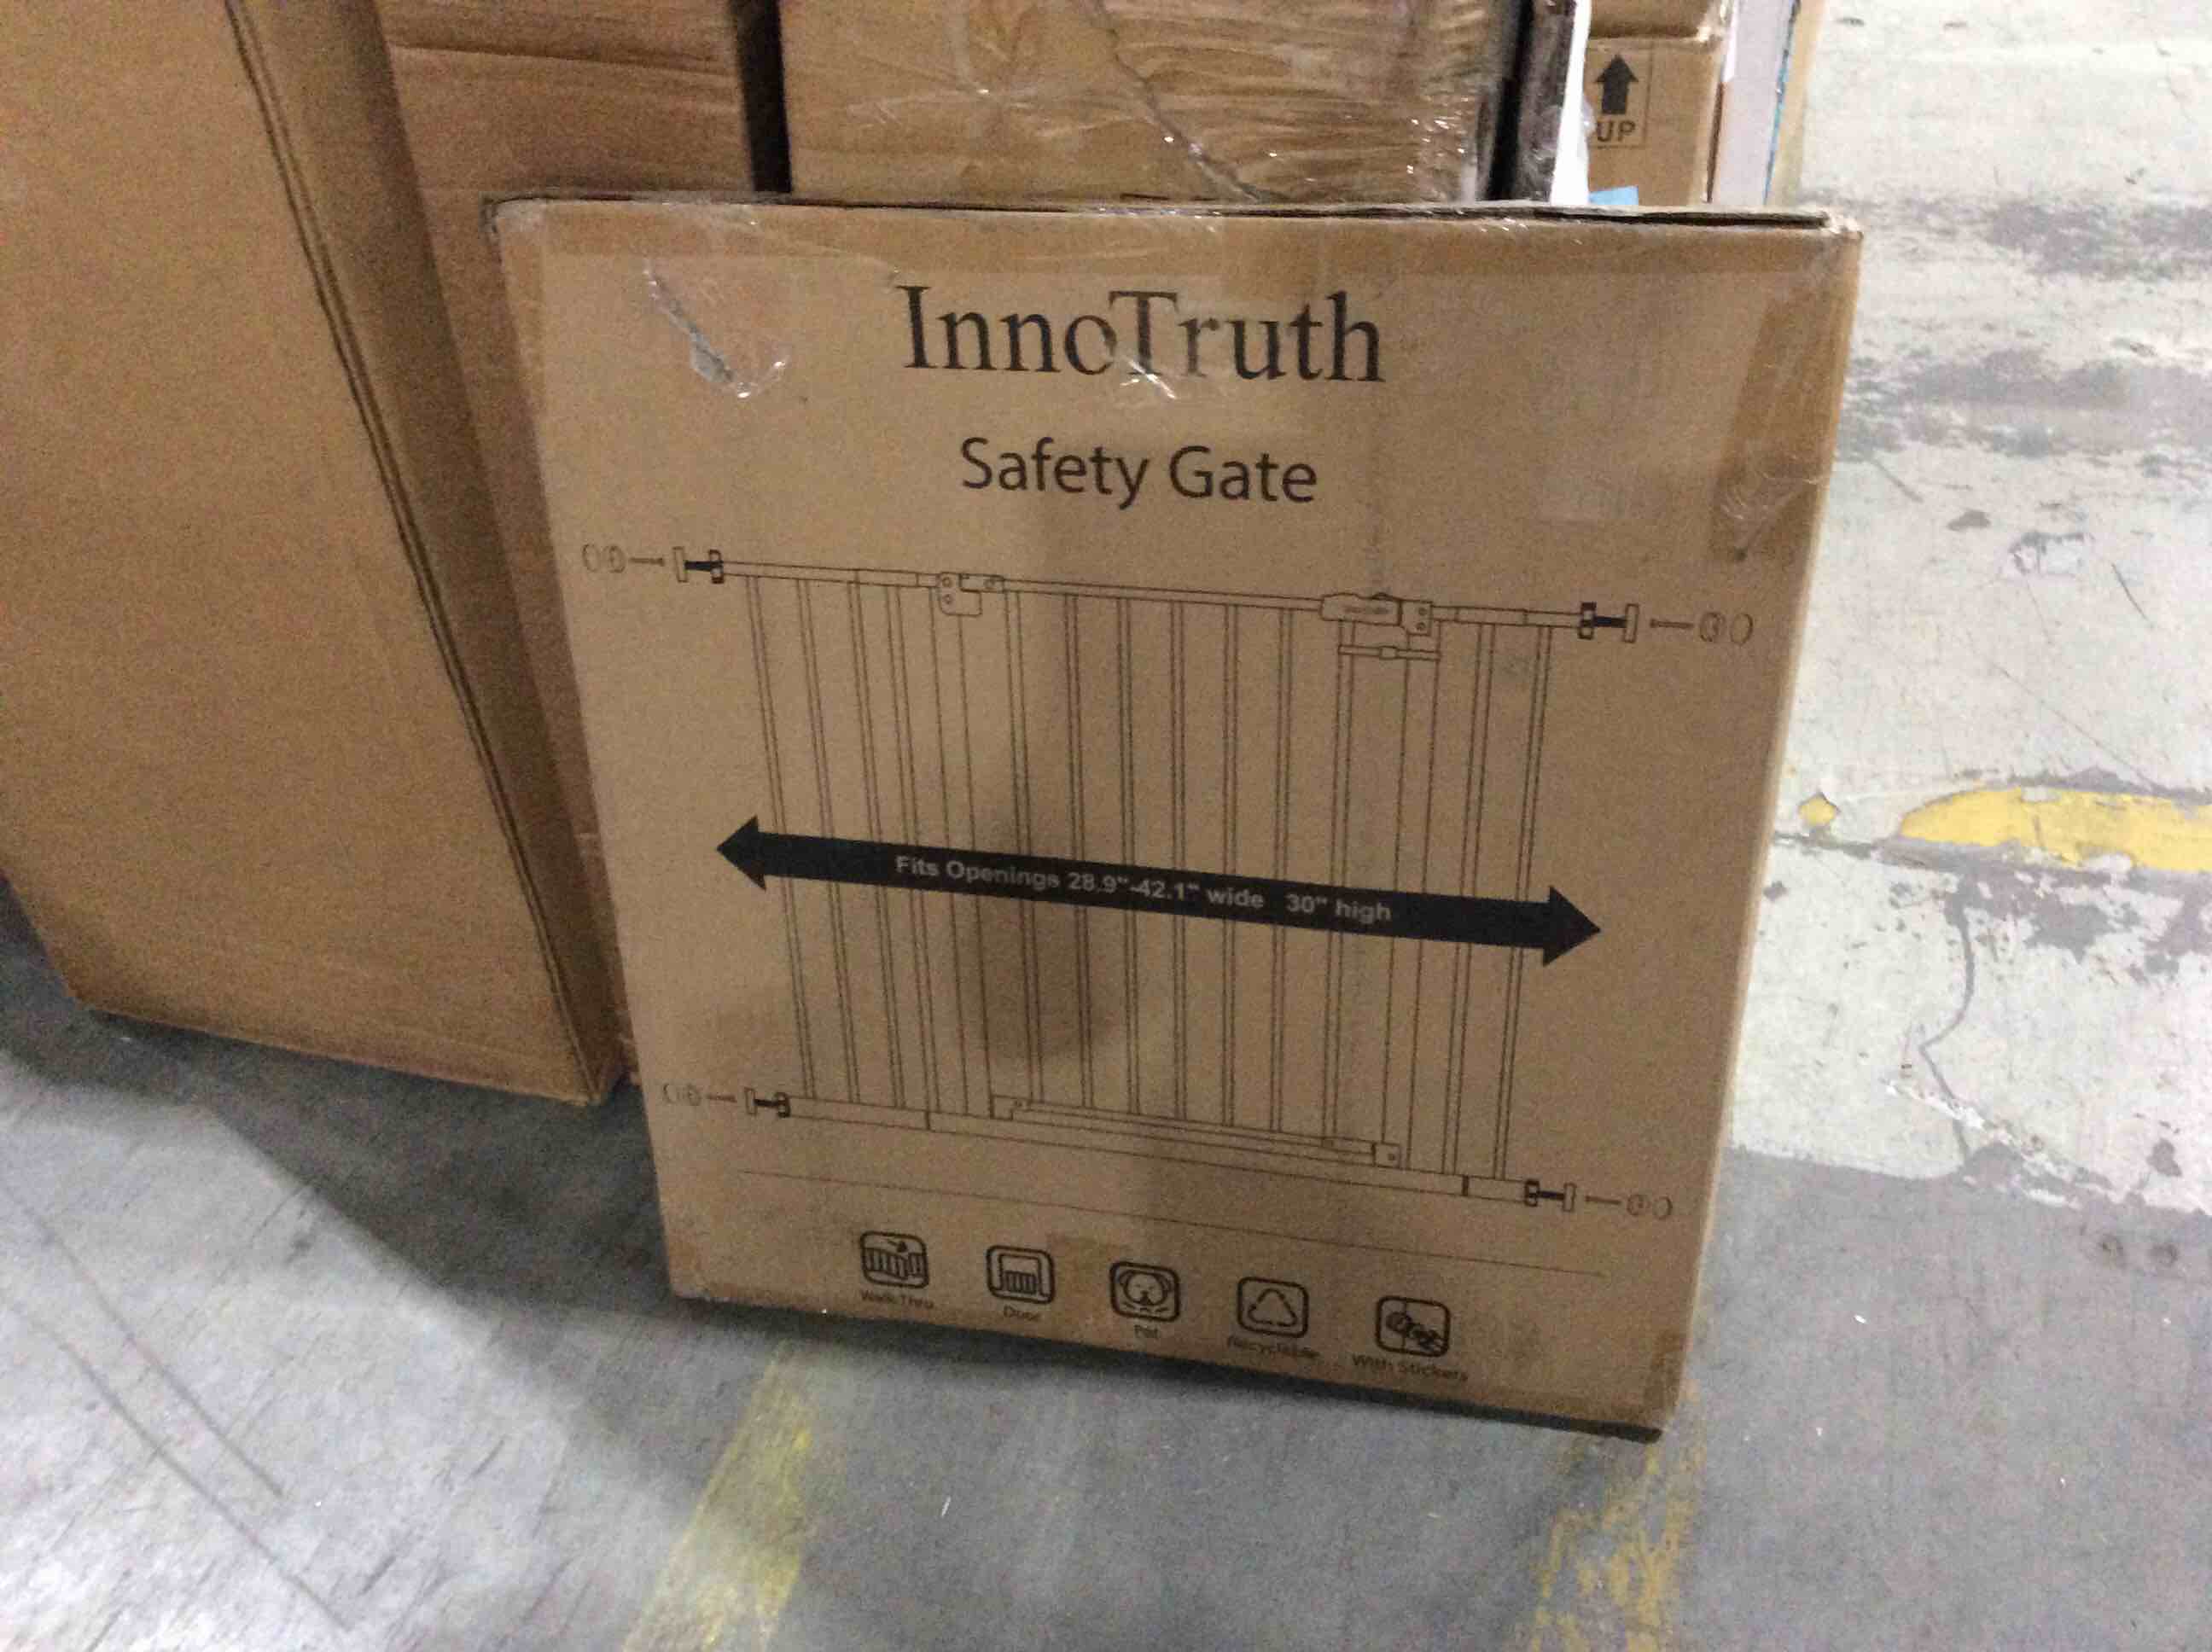 UP
InnoTruth
Safety Gate
Fits Openings 28.9"-42.1" wide 30" high
Walk Thru
Door
Pet
Recyclable
With Stickers